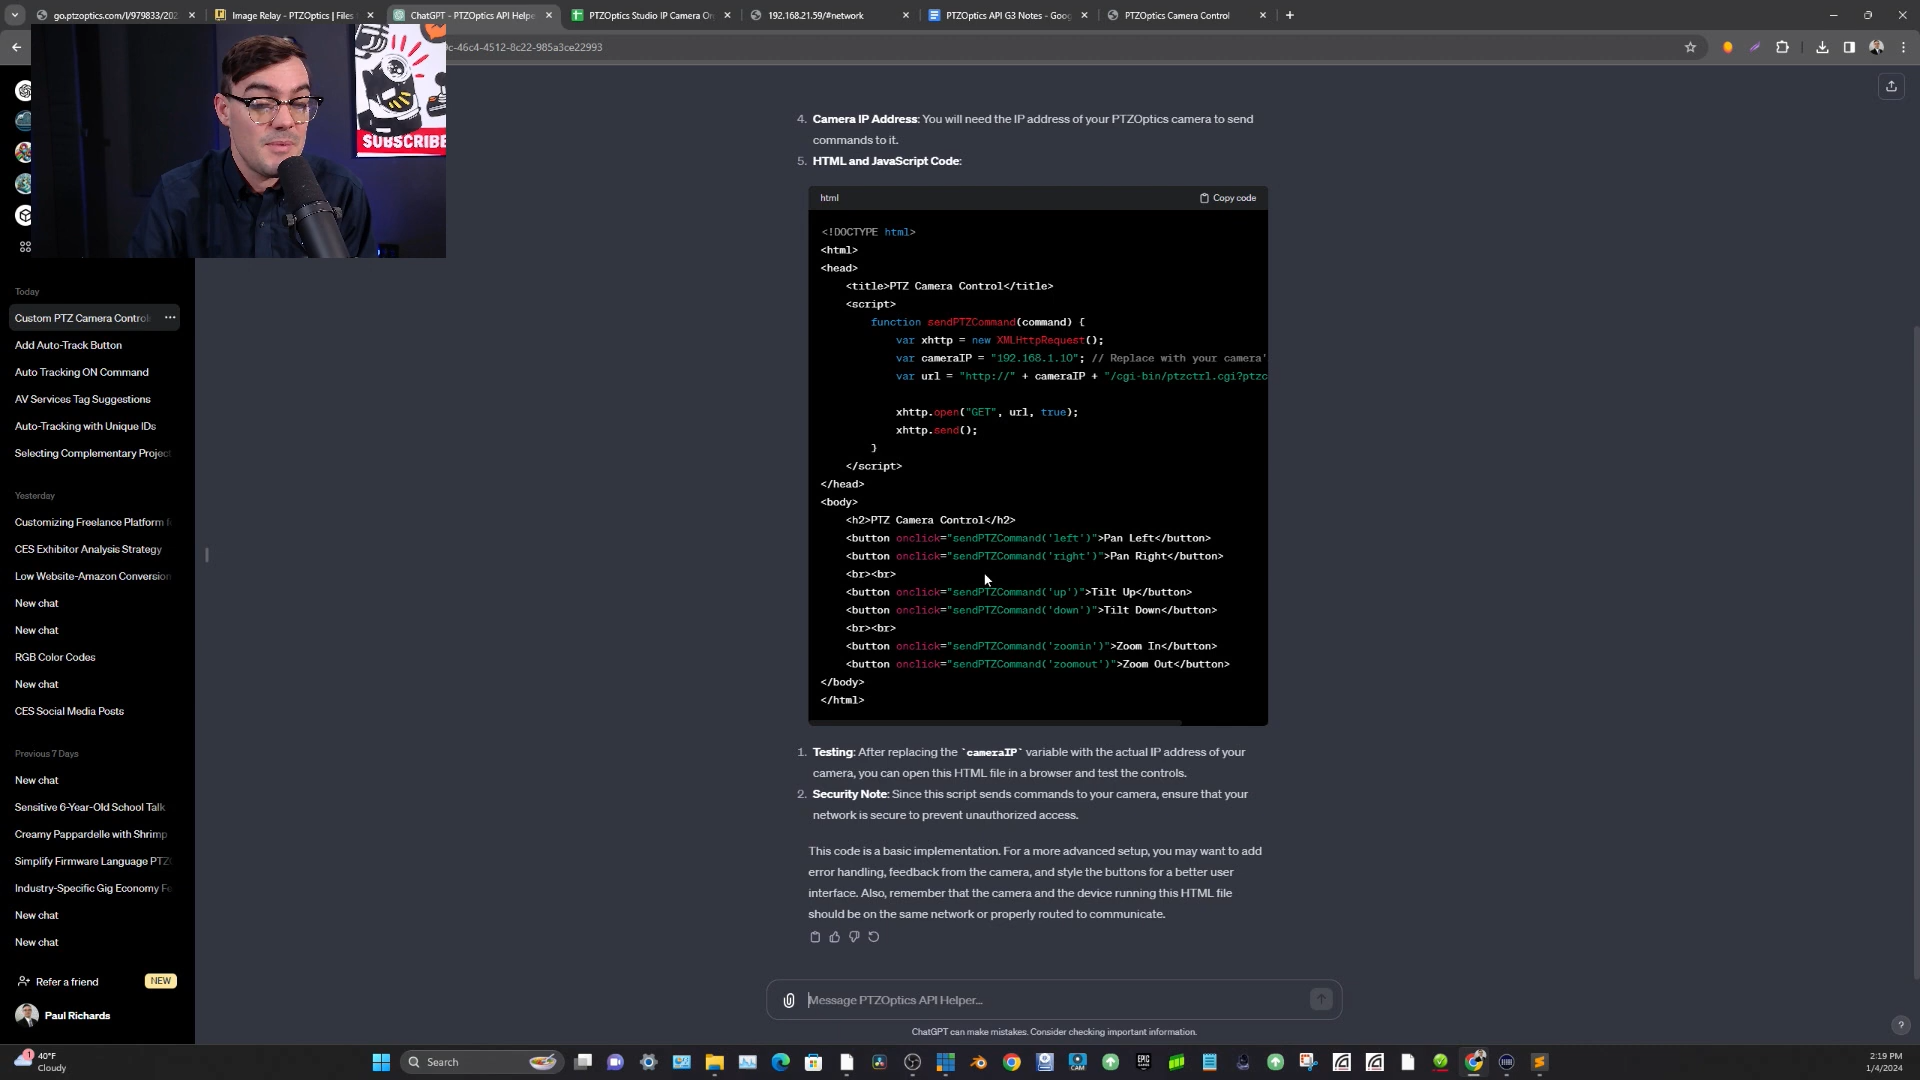 go.ptzoptics.com/l/979833/202
Image Relay - PTZOptics | Files
ChatGPT - PTZOptics API Helpe
PTZOptics Studio IP Camera Or
192.168.21.59/#network
PTZOptics API G3 Notes - Goog
PTZOptics Camera Control
c-46c4-4512-8c22-985a3ce22993
SUBSCRIBE
Today
Custom PTZ Camera Control
Add Auto-Track Button
Auto Tracking ON Command
AV Services Tag Suggestions
Auto-Tracking with Unique IDs
Selecting Complementary Project
Yesterday
Customizing Freelance Platform f
CES Exhibitor Analysis Strategy
Low Website-Amazon Conversion
New chat
New chat
RGB Color Codes
New chat
CES Social Media Posts
Previous 7 Days
New chat
Sensitive 6-Year-Old School Talk
Creamy Pappardelle with Shrimp
Simplify Firmware Language PTZ
Industry-Specific Gig Economy Fo
New chat
New chat
Refer a friend NEW
Paul Richards
4. Camera IP Address: You will need the IP address of your PTZOptics camera to send
commands to it.
5. HTML and JavaScript Code:
html Copy code
<!DOCTYPE html>
<html>
<head>
<title>PTZ Camera Control</title>
<script>
function sendPTZCommand(command) {
var xhttp = new XMLHttpRequest();
var cameraIP = "192.168.1.10"; // Replace with your camera'
var url = "http://" + cameraIP + "/cgi-bin/ptzctrl.cgi?ptzc
xhttp.open("GET", url, true);
xhttp.send();
}
</script>
</head>
<body>
<h2>PTZ Camera Control</h2>
<button onclick="sendPTZCommand('left')">Pan Left</button>
<button onclick="sendPTZCommand('right')">Pan Right</button>
<br><br>
<button onclick="sendPTZCommand('up')">Tilt Up</button>
<button onclick="sendPTZCommand('down')">Tilt Down</button>
<br><br>
<button onclick="sendPTZCommand('zoomin')">Zoom In</button>
<button onclick="sendPTZCommand('zoomout')">Zoom Out</button>
</body>
</html>
1. Testing: After replacing the `cameraIP` variable with the actual IP address of your
camera, you can open this HTML file in a browser and test the controls.
2. Security Note: Since this script sends commands to your camera, ensure that your
network is secure to prevent unauthorized access.
This code is a basic implementation. For a more advanced setup, you may want to add
error handling, feedback from the camera, and style the buttons for a better user
interface. Also, remember that the camera and the device running this HTML file
should be on the same network or properly routed to communicate.
Message PTZOptics API Helper...
ChatGPT can make mistakes. Consider checking important information.
?
1
40°F
Cloudy
Search
CAM
2:19 PM
1/4/2024